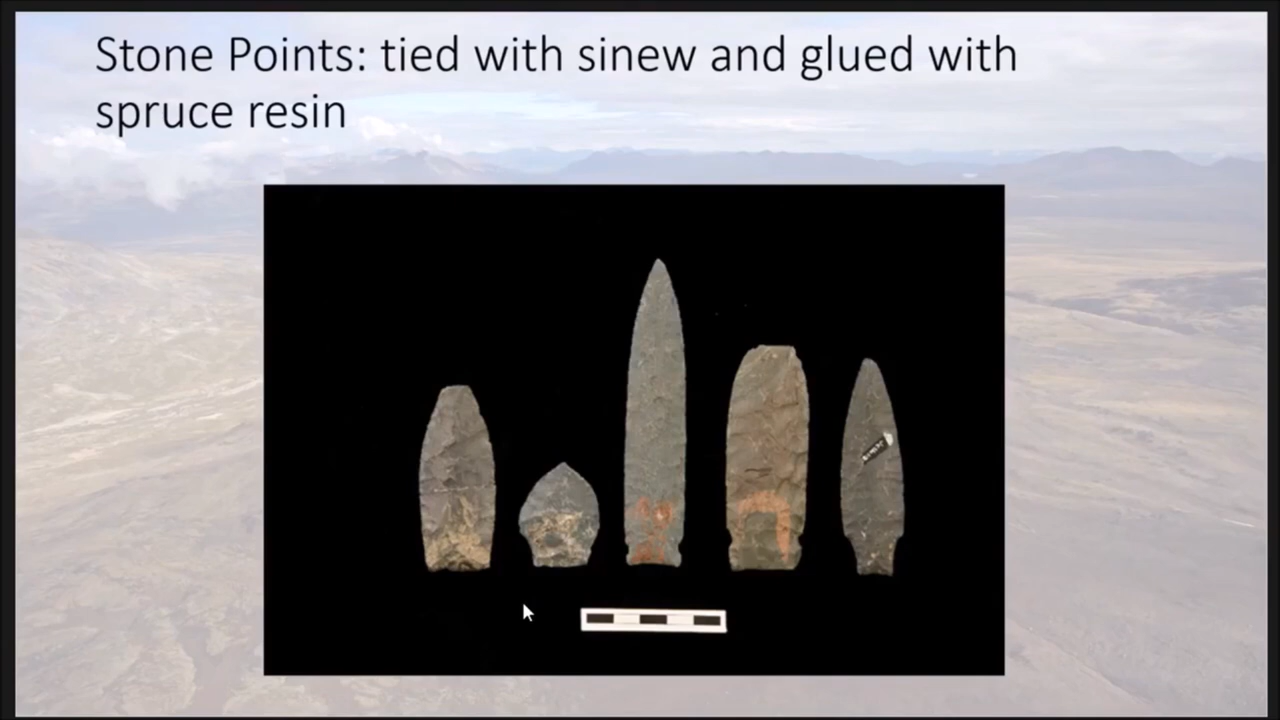 Stone Points: tied with sinew and glued with
spruce resin